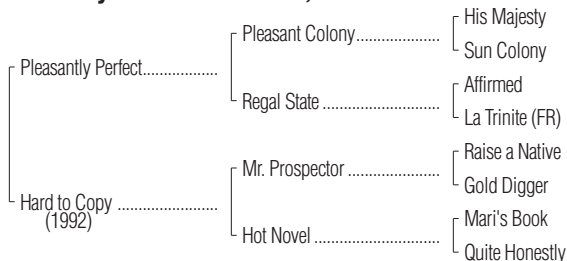 His Majesty
Pleasant Colony..................
Sun Colony
Pleasantly Perfect................
Affirmed
Regal State ........................
La Trinite (FR)
Raise a Native
Mr. Prospector ...................
Gold Digger
Hard to Copy .....................
(1992)
Mari's Book
Hot Novel ..........................
Quite Honestly